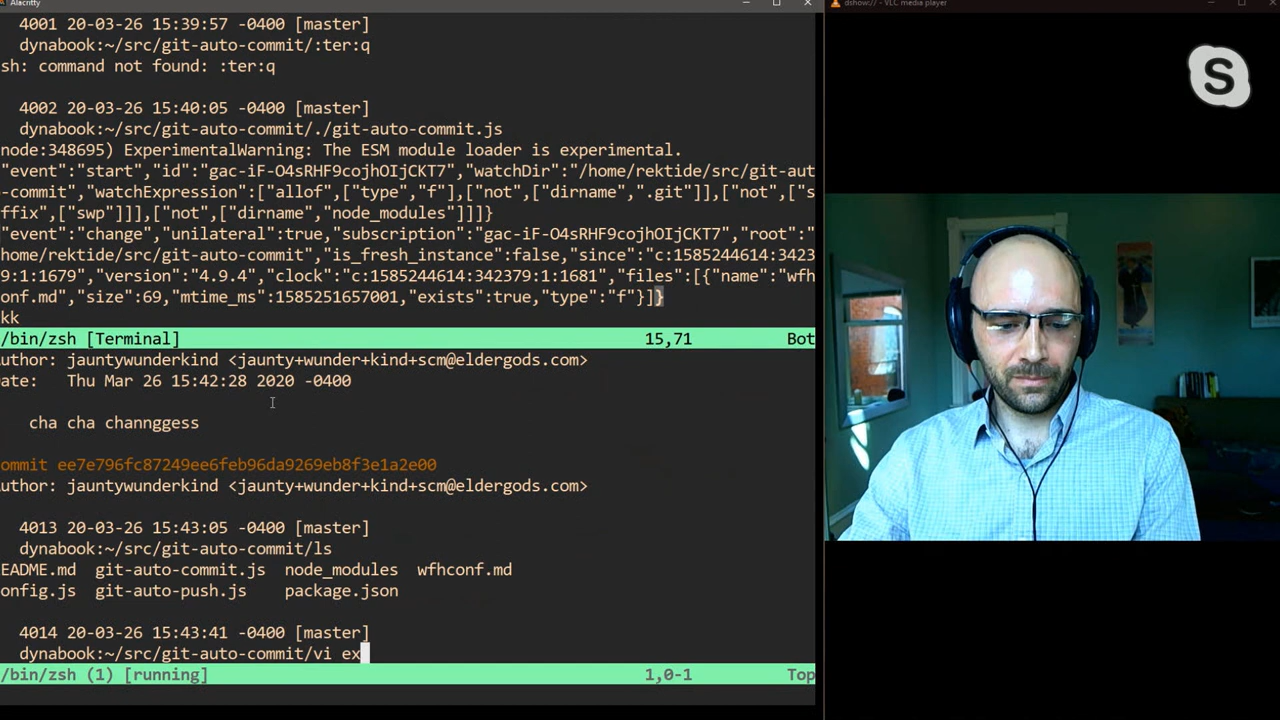 Alacritty
4001 20-03-26 15:39:57 -0400 [master]
dynabook:~/src/git-auto-commit/:ter:q
sh: command not found: :ter:q
4002 20-03-26 15:40:05 -0400 [master]
dynabook:~/src/git-auto-commit/./git-auto-commit.js
node:348695) ExperimentalWarning: The ESM module loader is experimental.
"event":"start","id":"gac-iF-O4sRHF9cojhOIjCKT7","watchDir":"/home/rektide/src/git-aut
-commit","watchExpression":["allof",["type","f"],["not",["dirname",".git"]],["not",["s
ffix",["swp"]]],["not",["dirname","node_modules"]]]}
"event":"change","unilateral":true,"subscription":"gac-iF-O4sRHF9cojhOIjCKT7","root":"
home/rektide/src/git-auto-commit","is_fresh_instance":false,"since":"c:1585244614:342
9:1:1679","version":"4.9.4","clock":"c:1585244614:342379:1:1681","files":[{"name":"wfh
onf.md","size":69,"mtime_ms":1585251657001,"exists":true,"type":"f"}]}
kk
/bin/zsh [Terminal] 15,71 Bot
uthor: jauntywunderkind <jaunty+wunder+kind+scm@eldergods.com>
ate: Thu Mar 26 15:42:28 2020 -0400
cha cha channggess
ommit ee7e796fc87249ee6feb96da9269eb8f3e1a2e00
uthor: jauntywunderkind <jaunty+wunder+kind+scm@eldergods.com>
4013 20-03-26 15:43:05 -0400 [master]
dynabook:~/src/git-auto-commit/ls
EADME.md git-auto-commit.js node_modules wfhconf.md
onfig.js git-auto-push.js package.json
4014 20-03-26 15:43:41 -0400 [master]
dynabook:~/src/git-auto-commit/vi ex
/bin/zsh (1) [running] 1,0-1 Top
dshow:// - VLC media player
S